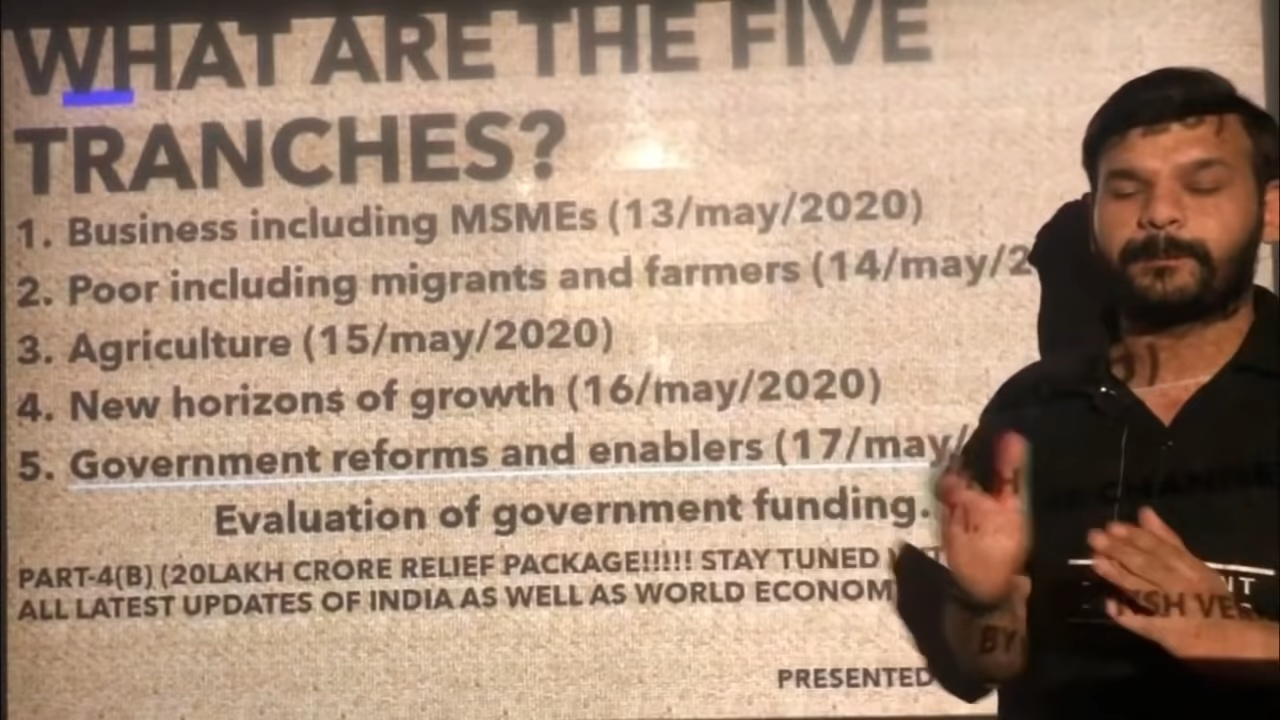 WHAT ARE THE FIVE
TRANCHES?
1. Business including MSMEs (13/may/2020)
2. Poor including migrants and farmers (14/may/2
3. Agriculture (15/may/2020)
4. New horizons of growth (16/may/2020)
5. Government reforms and enablers (17/may/
Evaluation of government funding.
PART-4(B) (20LAKH CRORE RELIEF PACKAGE!!!!! STAY TUNED
ALL LATEST UPDATES OF INDIA AS WELL AS WORLD ECONOM
PRESENTED BY